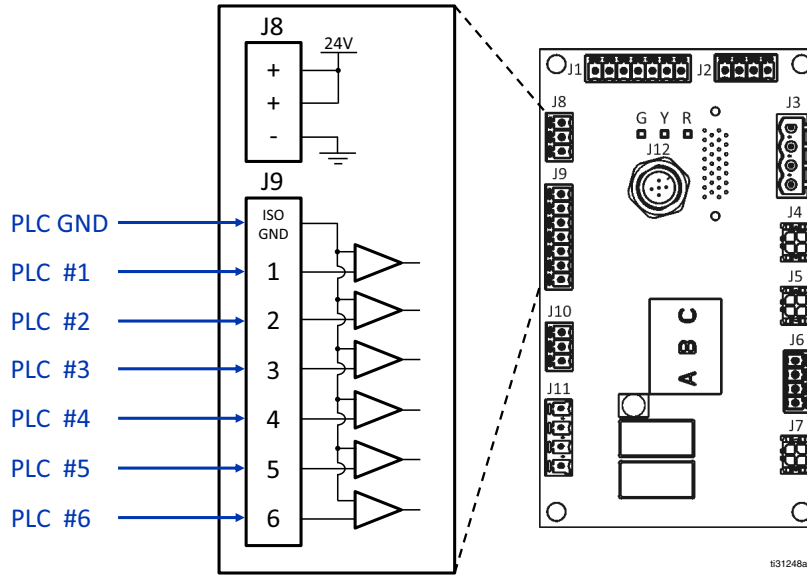 J8
24V
+
+
-
J9
ISO
GND
1
2
3
4
5
6
PLC GND
PLC #1
PLC #2
PLC #3
PLC #4
PLC #5
PLC #6
J1
J2
J8
G Y R
J3
J12
J9
J4
J5
J10
A B C
J6
J11
J7
ti31248a